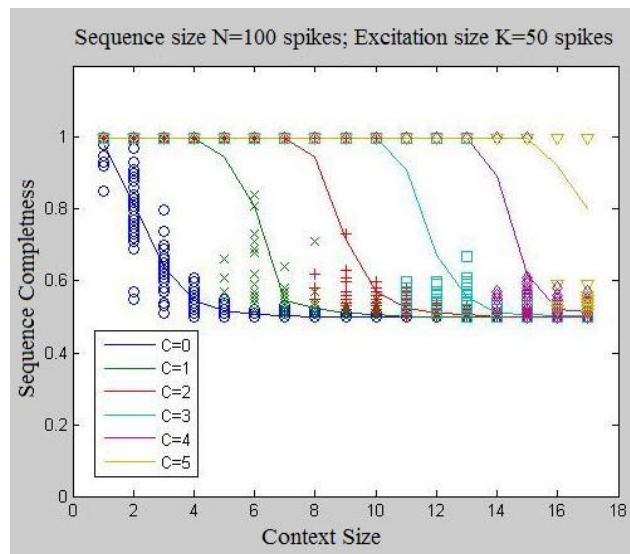 Sequence size N=100 spikes; Excitation size K=50 spikes
Sequence Completness
1
0.8
0.6
0.4
0.2
0
C=0
C=1
C=2
C=3
C=4
C=5
0 2 4 6 8 10 12 14 16 18
Context Size